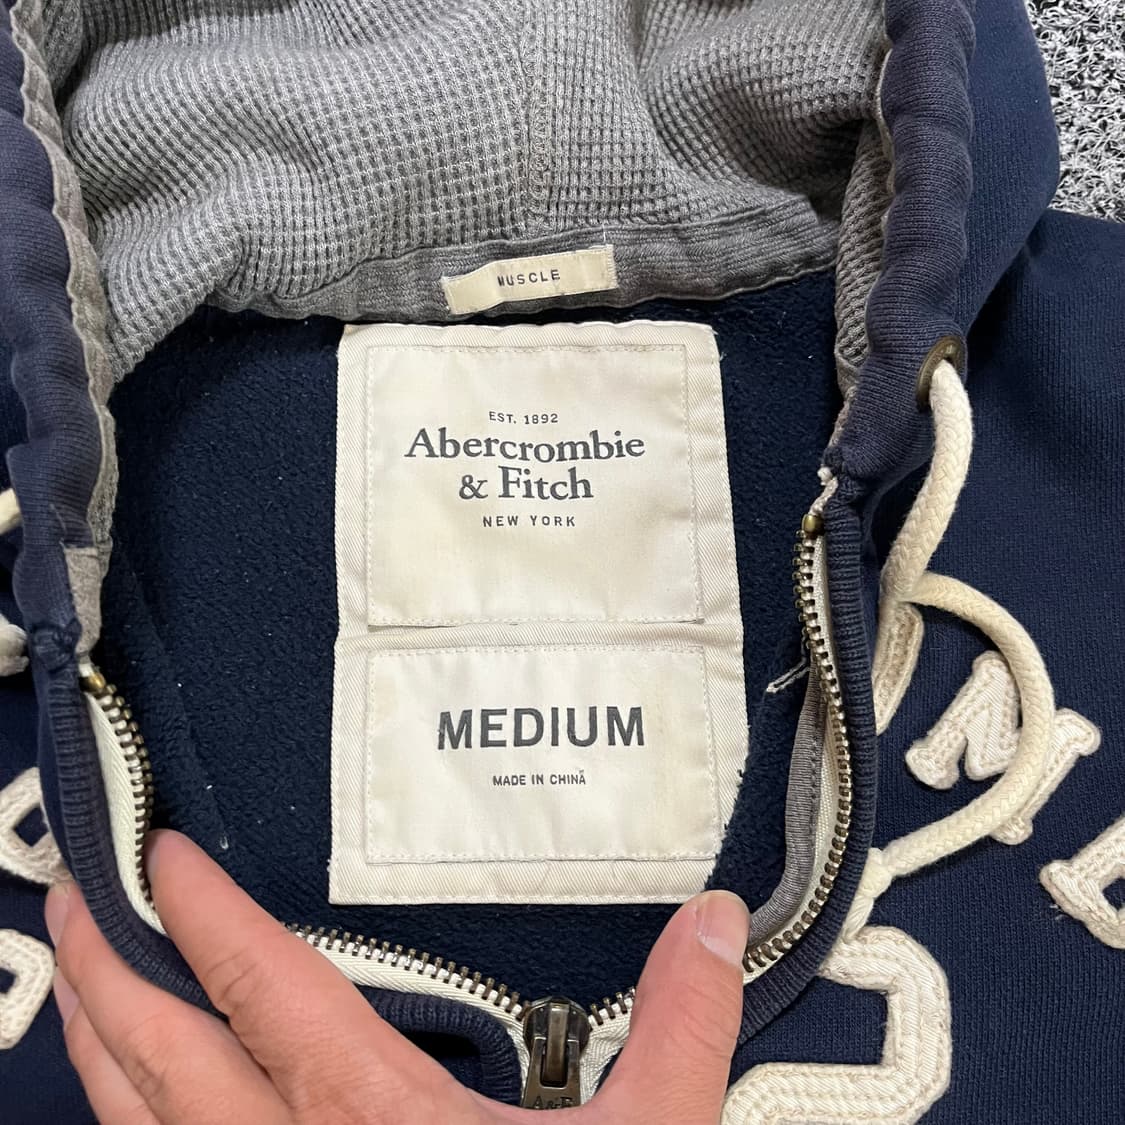 MUSCLE
EST. 1892
Abercrombie
& Fitch
NEW YORK
MEDIUM
MADE IN CHINA
A&F